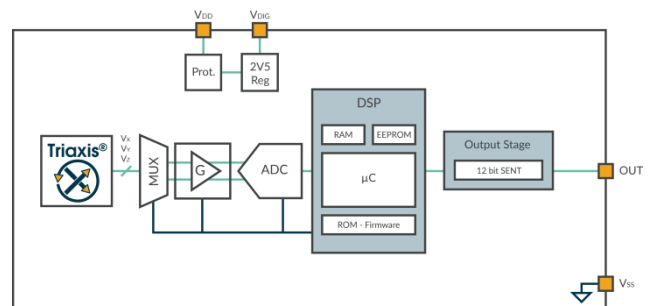 VDD
VDIG
Prot.
2V5
Reg
Triaxis®
VX
VY
VZ
MUX
G
ADC
DSP
RAM
EEPROM
µC
ROM - Firmware
Output Stage
12 bit SENT
OUT
VSS